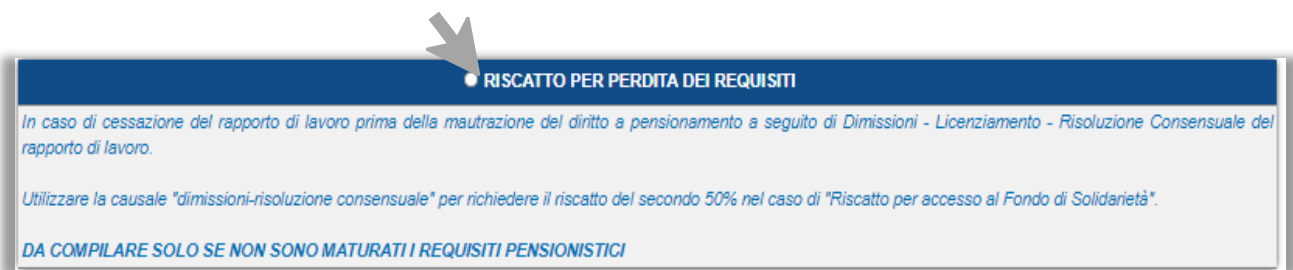 RISCATTO PER PERDITA DEI REQUISITI
In caso di cessazione del rapporto di lavoro prima della mautrazione del diritto a pensionamento a seguito di Dimissioni - Licenziamento - Risoluzione Consensuale del
rapporto di lavoro.
Utilizzare la causale "dimissioni-risoluzione consensuale" per richiedere il riscatto del secondo 50% nel caso di "Riscatto per accesso al Fondo di Solidarietà".
DA COMPILARE SOLO SE NON SONO MATURATI I REQUISITI PENSIONISTICI